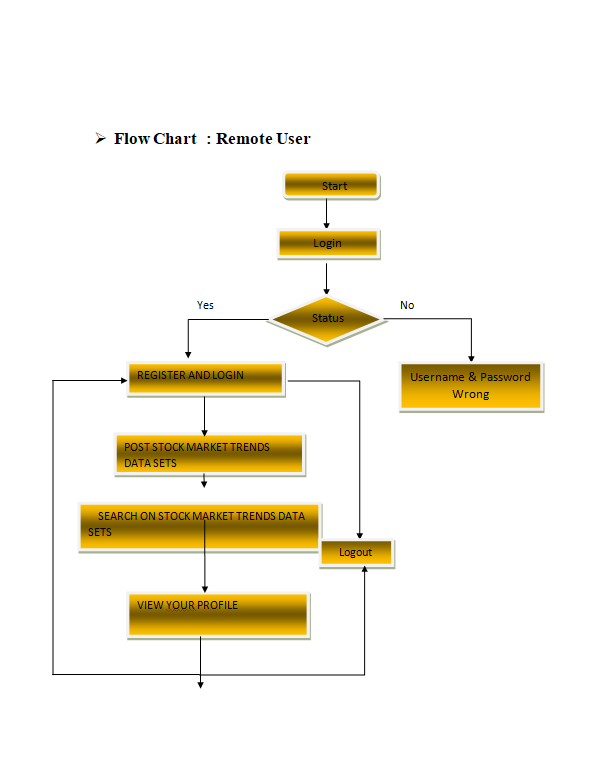 Flow Chart : Remote User
Start
Login
Status
Yes
No
REGISTER AND LOGIN
Username & Password
Wrong
POST STOCK MARKET TRENDS
DATA SETS
SEARCH ON STOCK MARKET TRENDS DATA
SETS
Logout
VIEW YOUR PROFILE